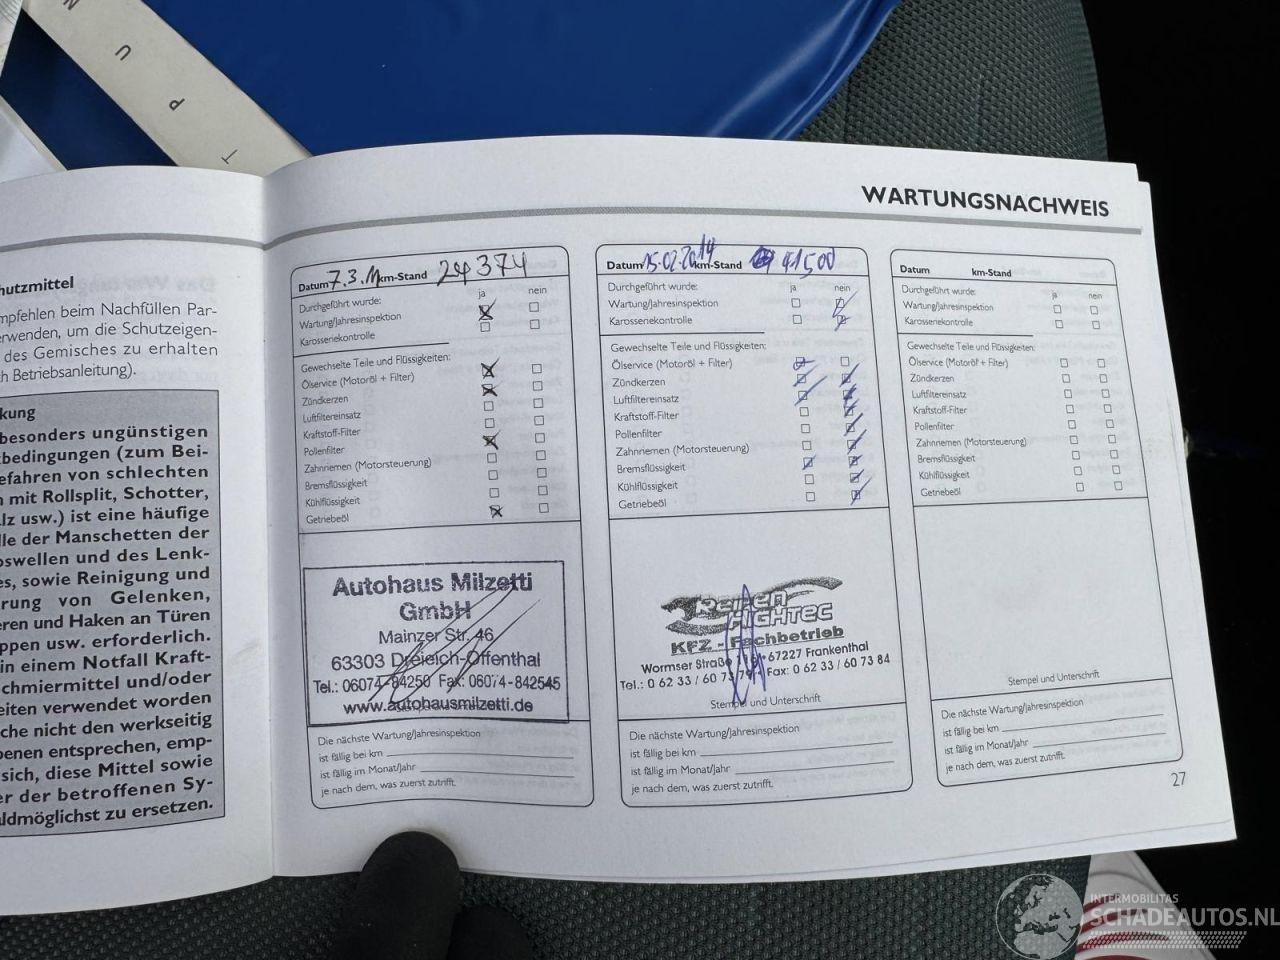 N
U
P
T
WARTUNGSNACHWEIS
hutzmittel
mpfehlen beim Nachfüllen Par-
erwenden, um die Schutzeigen-
des Gemisches zu erhalten
h Betriebsanleitung).
kung
besonders ungünstigen
bedingungen (zum Bei-
efahren von schlechten
mit Rollsplit, Schotter,
lz usw.) ist eine häufige
lle der Manschetten der
swellen und des Lenk-
es, sowie Reinigung und
rung von Gelenken,
eren und Haken an Türen
ppen usw. erforderlich.
in einem Notfall Kraft-
chmiermittel und/oder
eiten verwendet worden
che nicht den werkseitig
benen entsprechen, emp-
sich, diese Mittel sowie
er der betroffenen Sy-
ldmöglichst zu ersetzen.
Datum 7.3.11 km-Stand 24 374
Durchgeführt wurde: ja nein
Wartung/Jahresinspektion
Karosseriekontrolle
Gewechselte Teile und Flüssigkeiten:
Ölservice (Motoröl + Filter)
Zündkerzen
Luftfiltereinsatz
Kraftstoff-Filter
Pollenfilter
Zahnriemen (Motorsteuerung)
Bremsflüssigkeit
Kühlflüssigkeit
Getriebeöl
Autohaus Milzetti
GmbH
Mainzer Str. 46
63303 Dreieich-Offenthal
Tel.: 06074-84250 Fax: 06074-842545
www.autohausmilzetti.de
Die nächste Wartung/Jahresinspektion
ist fällig bei km
ist fällig im Monat/Jahr
je nach dem, was zuerst zutrifft.
Datum 15.02.2014 km-Stand 41500
Durchgeführt wurde: ja nein
Wartung/Jahresinspektion
Karosseriekontrolle
Gewechselte Teile und Flüssigkeiten:
Ölservice (Motoröl + Filter)
Zündkerzen
Luftfiltereinsatz
Kraftstoff-Filter
Pollenfilter
Zahnriemen (Motorsteuerung)
Bremsflüssigkeit
Kühlflüssigkeit
Getriebeöl
Reifen
HIGHTEC
KFZ - Fachbetrieb
Wormser Straße 67227 Frankenthal
Tel.: 0 62 33 / 60 73 79 Fax: 0 62 33 / 60 73 84
Stempel und Unterschrift
Die nächste Wartung/Jahresinspektion
ist fällig bei km
ist fällig im Monat/Jahr
je nach dem, was zuerst zutrifft.
Datum km-Stand
Durchgeführt wurde: ja nein
Wartung/Jahresinspektion
Karosseriekontrolle
Gewechselte Teile und Flüssigkeiten:
Ölservice (Motoröl + Filter)
Zündkerzen
Luftfiltereinsatz
Kraftstoff-Filter
Pollenfilter
Zahnriemen (Motorsteuerung)
Bremsflüssigkeit
Kühlflüssigkeit
Getriebeöl
Stempel und Unterschrift
Die nächste Wartung/Jahresinspektion
ist fällig bei km
ist fällig im Monat/Jahr
je nach dem, was zuerst zutrifft.
27
INTERMOBILITAS
SCHADEAUTOS.NL